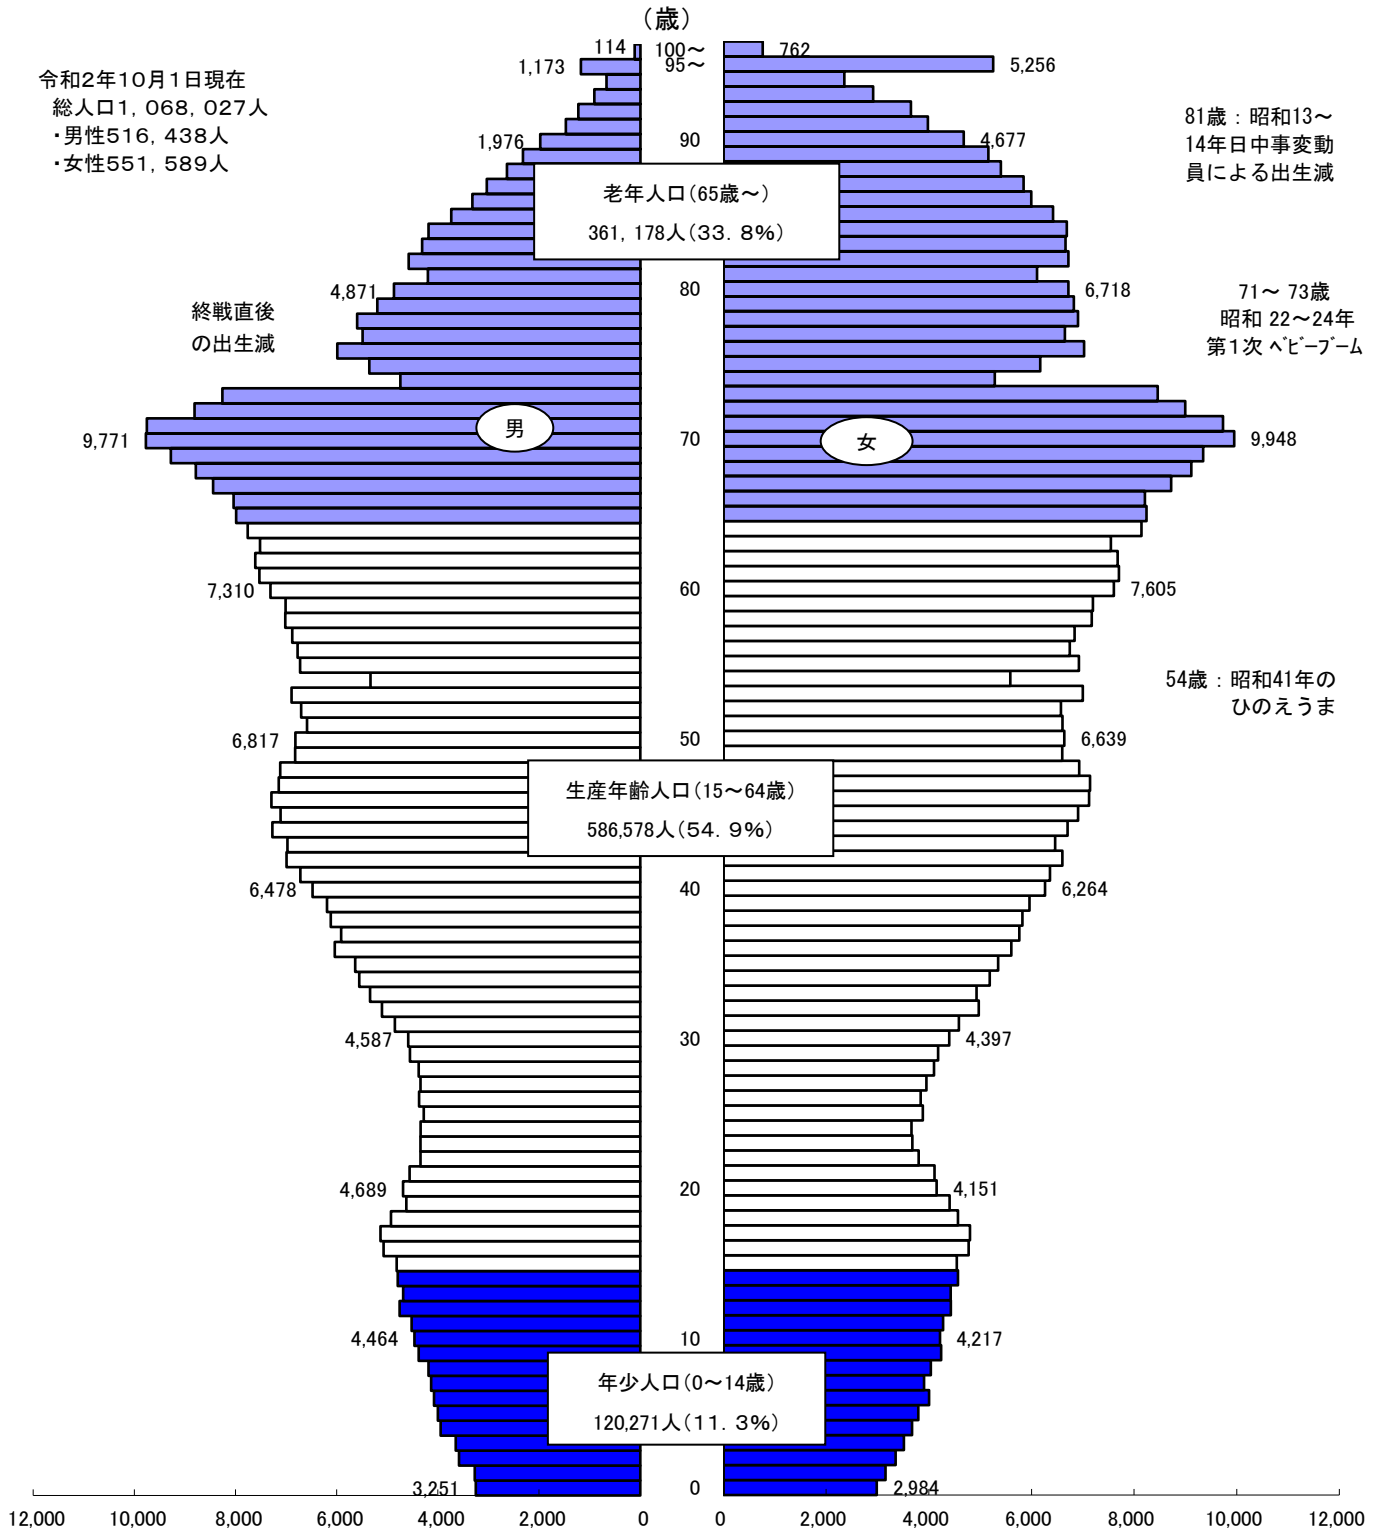 （歳）
114
100～
762
1,173
95～
5,256
令和2年10月1日現在
総人口1，068，027人
・男性516，438人
・女性551，589人
81歳：昭和13～
14年日中事変動
員による出生減
1,976
90
4,677
老年人口（65歳～）
361，178人（33．8％）
4,871
80
6,718
終戦直後
の出生減
71～ 73歳
昭和 22～24年
第１次 ﾍﾞﾋﾞｰﾌﾞｰﾑ
男
女
9,771
70
9,948
7,310
60
7,605
54歳：昭和41年の
ひのえうま
6,817
50
6,639
生産年齢人口（15～64歳）
586,578人（54．9％）
6,478
40
6,264
4,587
30
4,397
4,689
20
4,151
4,464
10
4,217
年少人口（0～14歳）
120,271人（11．3％）
3,251
0
2,984
12,000 10,000 8,000 6,000 4,000 2,000 0 0 2,000 4,000 6,000 8,000 10,000 12,000